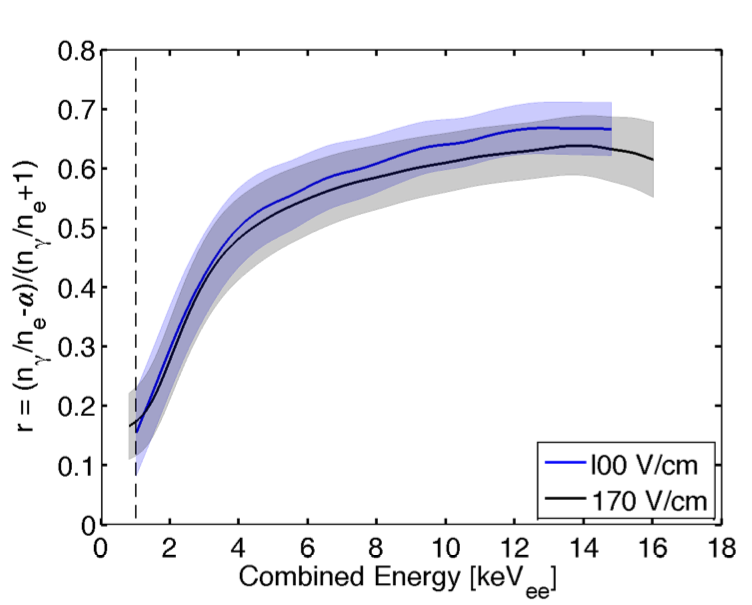 0.8
0.7
0.6
0.5
0.4
0.3
0.2
0.1
0
r = (nγ/ne-α)/(nγ/ne+1)
l00 V/cm
170 V/cm
0 2 4 6 8 10 12 14 16 18
Combined Energy [keVee]